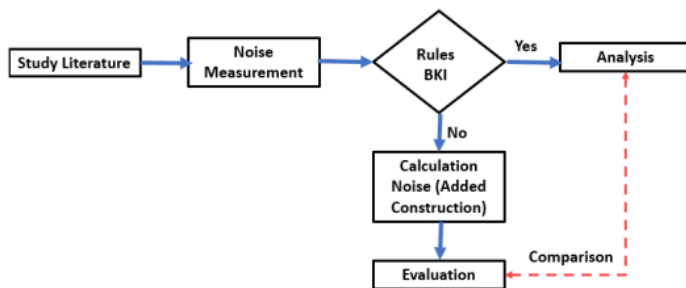 Study Literature
Noise
Measurement
Rules
BKI
Yes
Analysis
No
Calculation
Noise (Added
Construction)
Evaluation
Comparison